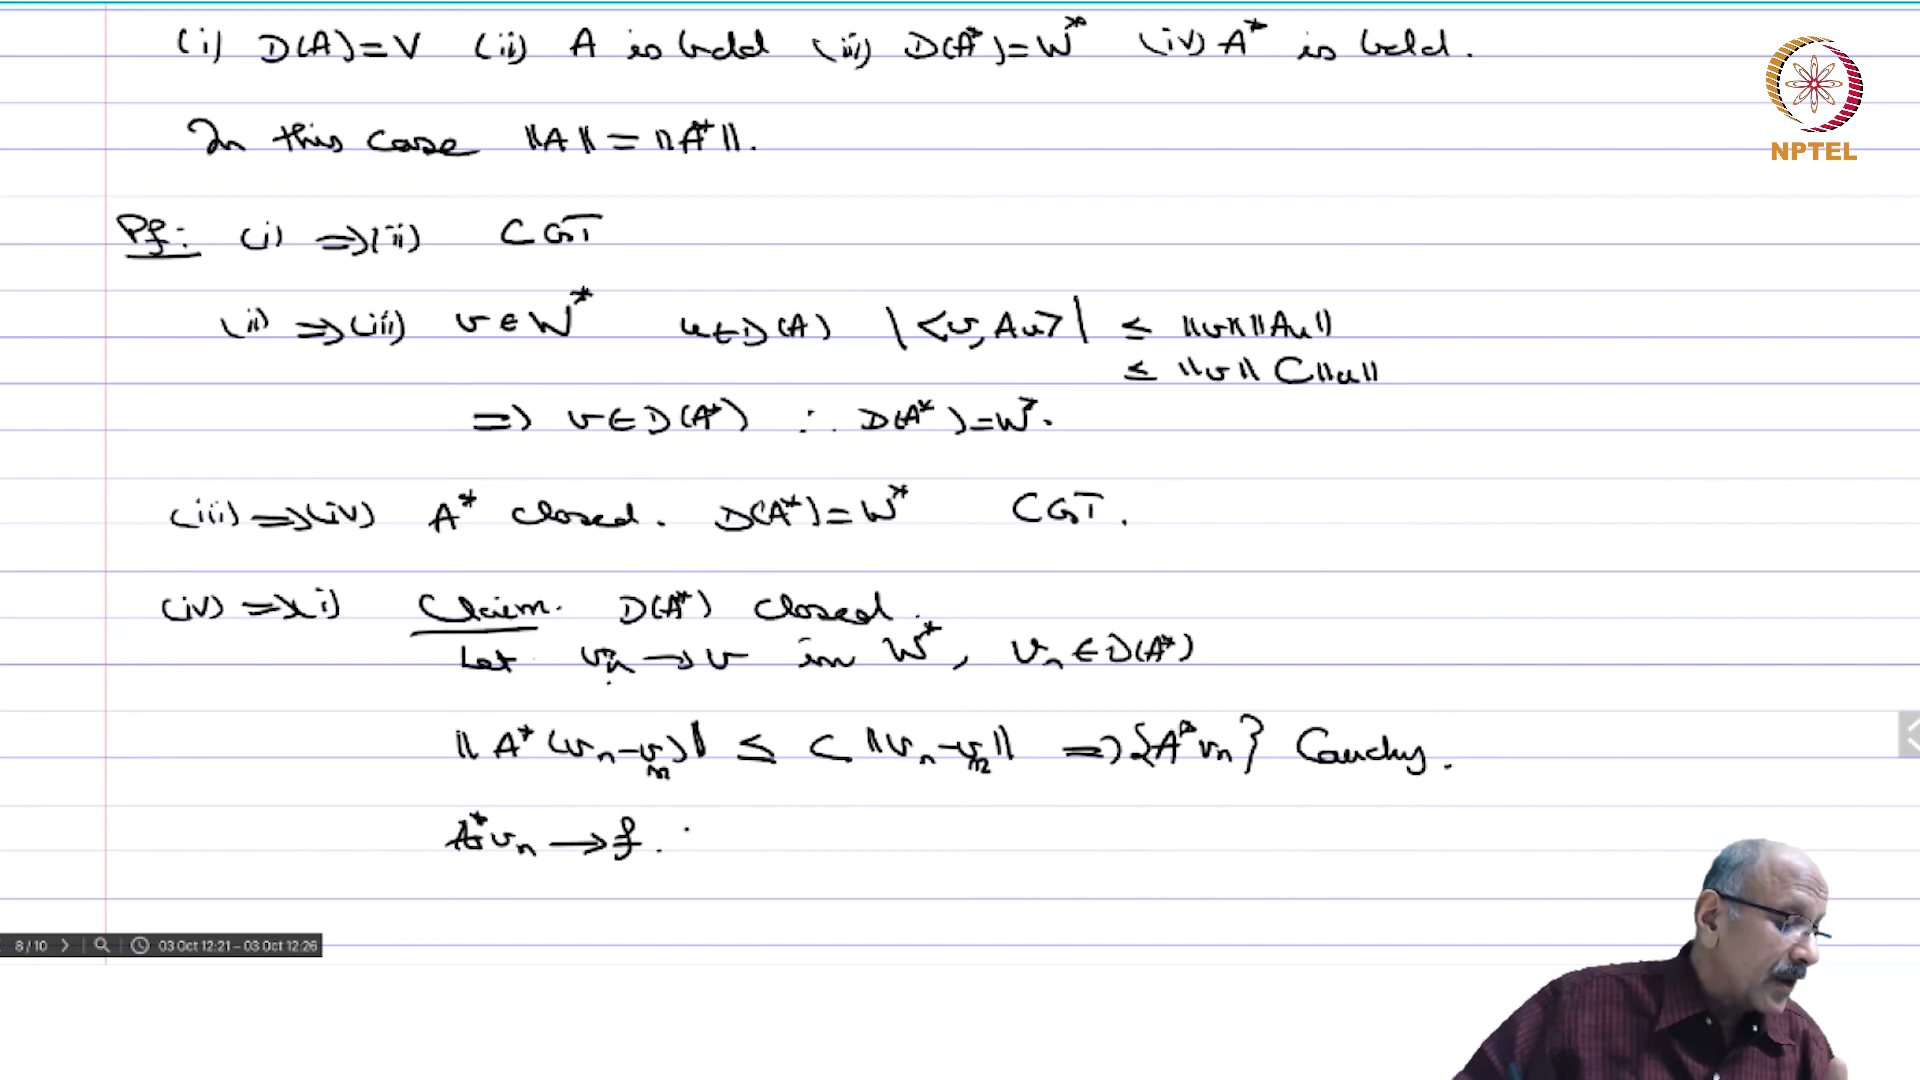 (i) D(A)=V (ii) A is bdd (iii) D(A*)=W* (iv) A* is bdd.
In this case ||A||=||A*||.
NPTEL
Pf: (i) ⇒(ii) CGT
(ii) ⇒(iii) v∈W* u∈D(A) |<v,Au>| ≤ ||v|| ||Au||
≤ ||v|| C||u||
⇒ v∈D(A*) ∴ D(A*)=W*.
(iii)⇒(iv) A* closed. D(A*)=W* CGT.
(iv)⇒(i) Claim. D(A*) closed.
Let vₙ→v in W*, vₙ∈D(A*)
||A*(vₙ-vₘ)|| ≤ C ||vₙ-vₘ|| ⇒{A*vₙ} Cauchy.
A*vₙ→f.
8/10 03 Oct 12:21 – 03 Oct 12:26